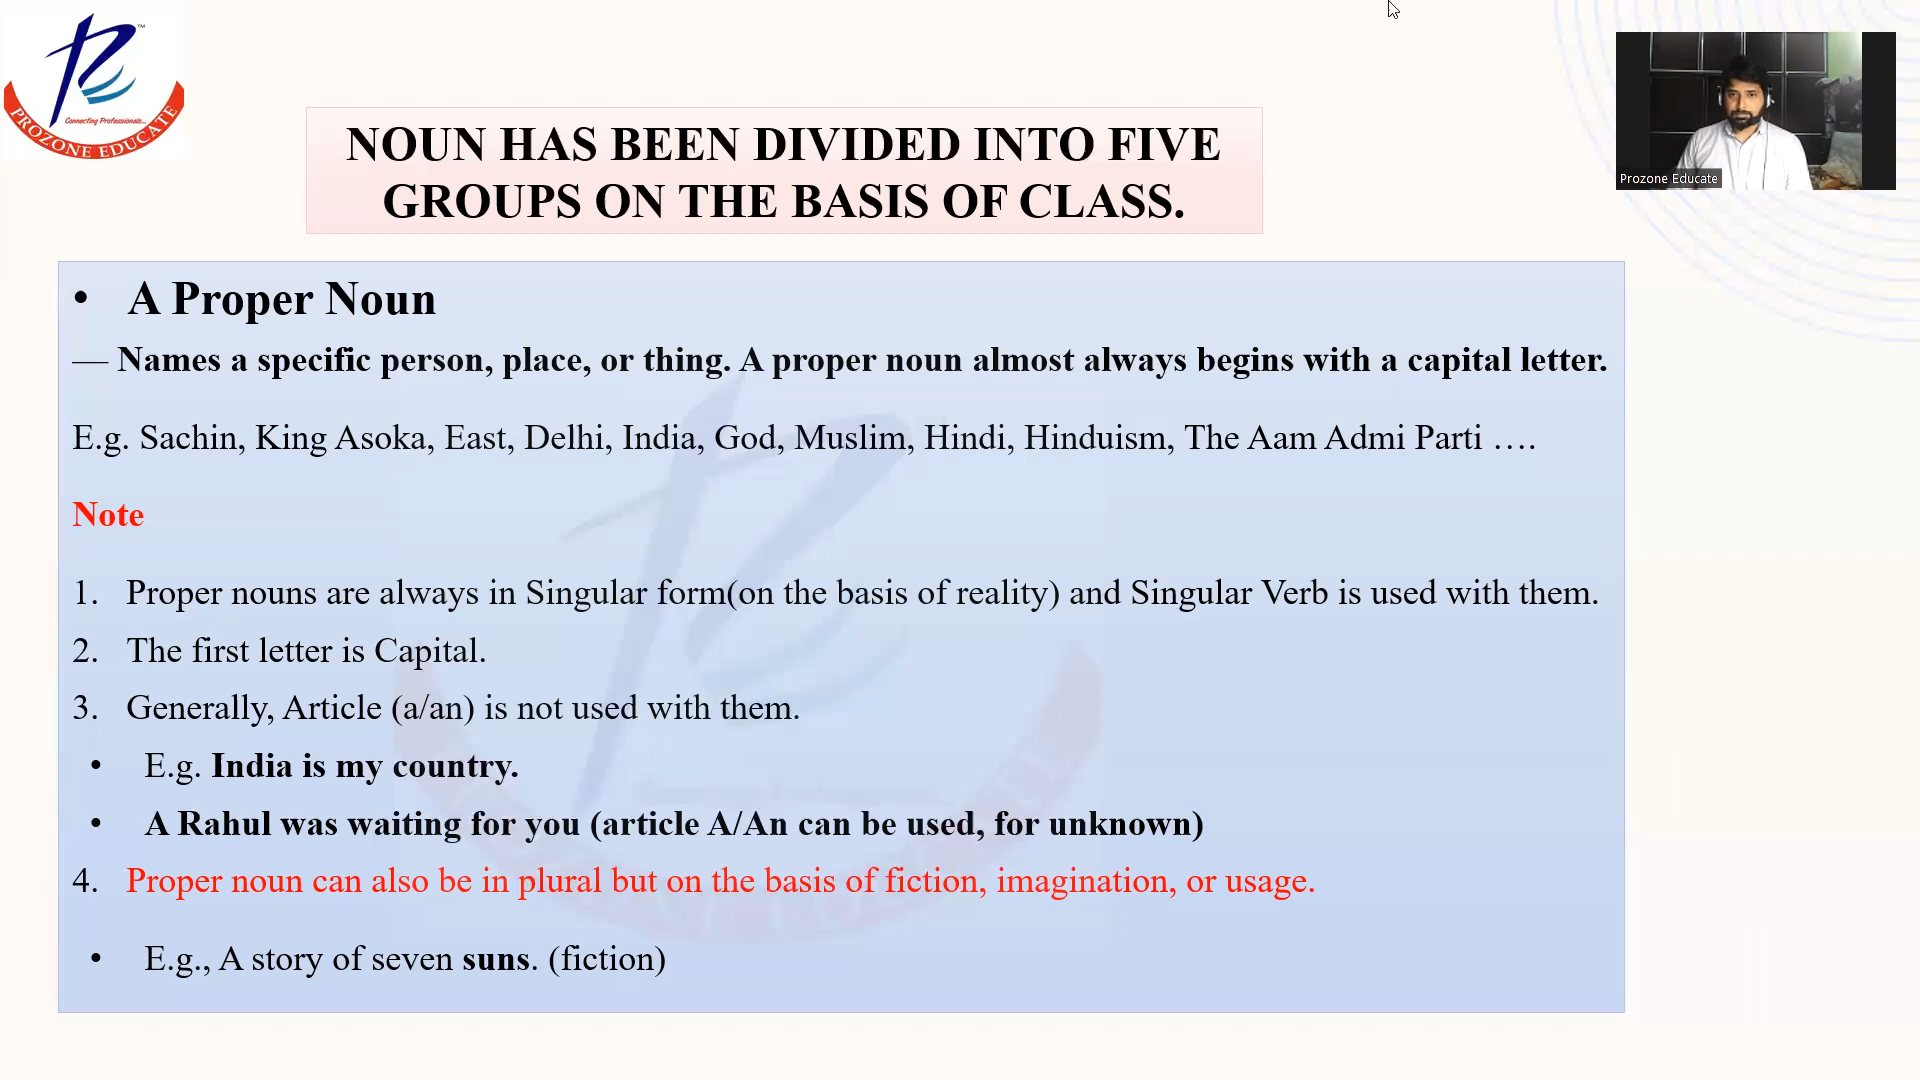 ™
Connecting Professionals...
PROZONE EDUCATE
Prozone Educate
NOUN HAS BEEN DIVIDED INTO FIVE
GROUPS ON THE BASIS OF CLASS.
• A Proper Noun
— Names a specific person, place, or thing. A proper noun almost always begins with a capital letter.
E.g. Sachin, King Asoka, East, Delhi, India, God, Muslim, Hindi, Hinduism, The Aam Admi Parti ….
Note
1. Proper nouns are always in Singular form(on the basis of reality) and Singular Verb is used with them.
2. The first letter is Capital.
3. Generally, Article (a/an) is not used with them.
• E.g. India is my country.
• A Rahul was waiting for you (article A/An can be used, for unknown)
4. Proper noun can also be in plural but on the basis of fiction, imagination, or usage.
• E.g., A story of seven suns. (fiction)